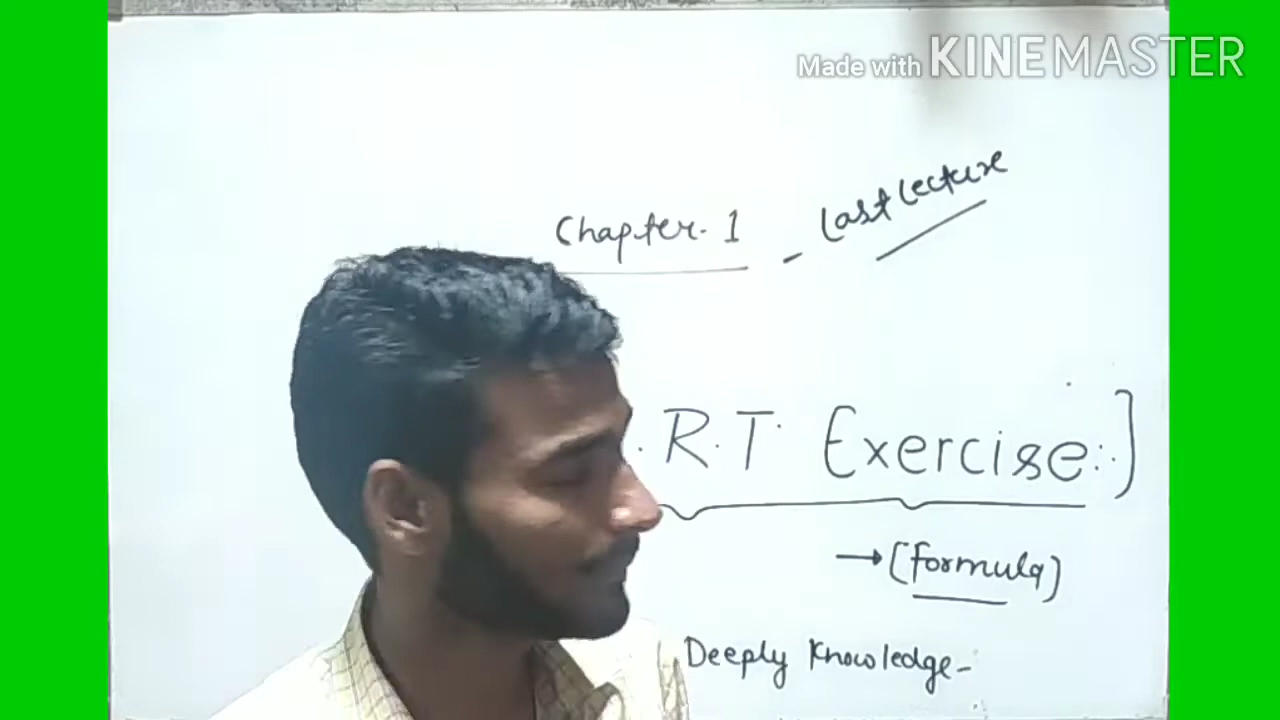 Made with KINEMASTER
Chapter. 1 - Last Lecture
. R. T. Exercise:.]
→ [formula]
Deeply Knowledge-